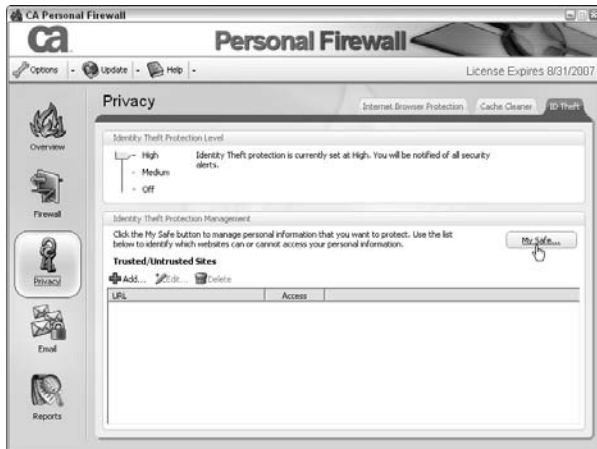 CA Personal Firewall
ca
Personal Firewall
Options
Update
Help
License Expires 8/31/2007
Privacy
Internet Browser Protection
Cache Cleaner
ID Theft
Overview
Firewall
Privacy
Email
Reports
Identity Theft Protection Level
High
Medium
Off
Identity Theft protection is currently set at High. You will be notified of all security
alerts.
Identity Theft Protection Management
Click the My Safe button to manage personal information that you want to protect. Use the list
below to identify which websites can or cannot access your personal information.
My Safe...
Trusted/Untrusted Sites
Add...
Edit...
Delete
URL
Access